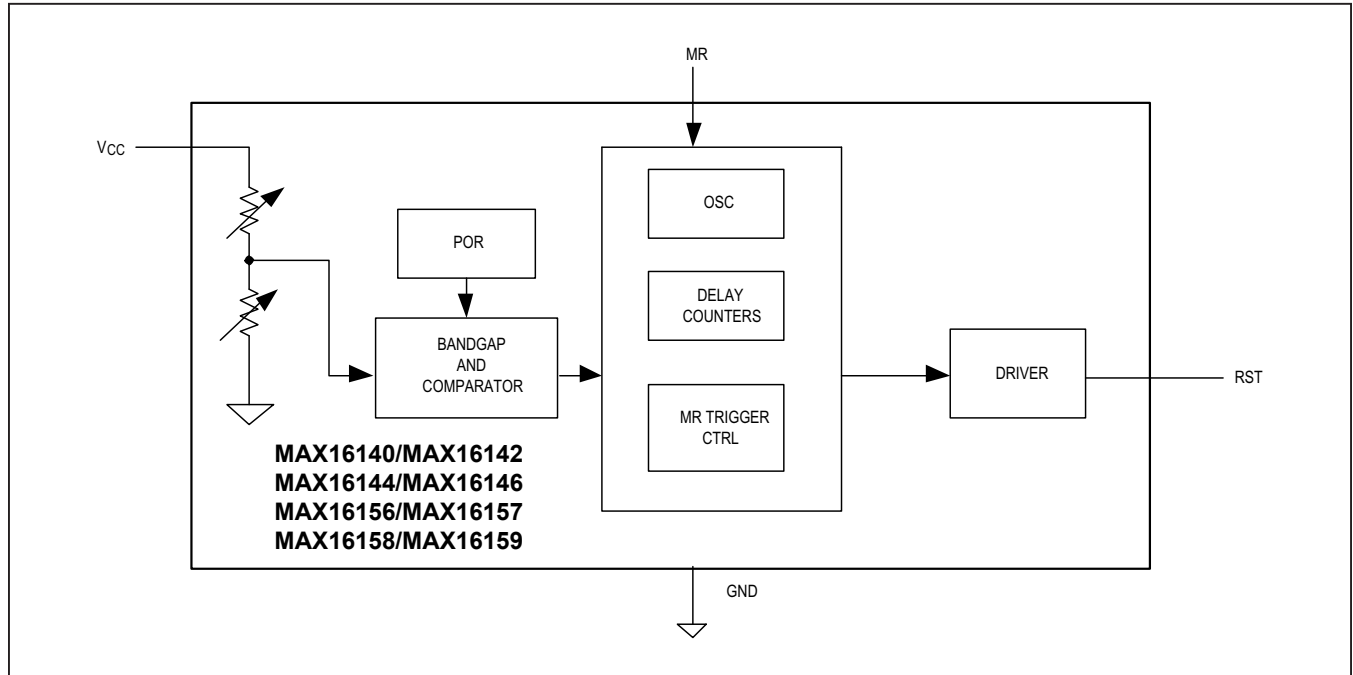 MR
VCC
OSC
POR
DELAY
COUNTERS
BANDGAP
AND
COMPARATOR
DRIVER
RST
MR TRIGGER
CTRL
MAX16140/MAX16142
MAX16144/MAX16146
MAX16156/MAX16157
MAX16158/MAX16159
GND